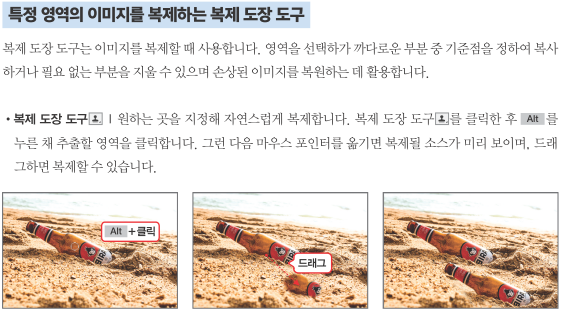 특정 영역의 이미지를 복제하는 복제 도장 도구
복제 도장 도구는 이미지를 복제할 때 사용합니다. 영역을 선택하가 까다로운 부분 중 기준점을 정하여 복사
하거나 필요 없는 부분을 지울 수 있으며 손상된 이미지를 복원하는 데 활용합니다.
• 복제 도장 도구 | 원하는 곳을 지정해 자연스럽게 복제합니다. 복제 도장 도구를 클릭한 후 Alt 를
누른 채 추출할 영역을 클릭합니다. 그런 다음 마우스 포인터를 옮기면 복제될 소스가 미리 보이며, 드래
그하면 복제할 수 있습니다.
Alt +클릭
드래그